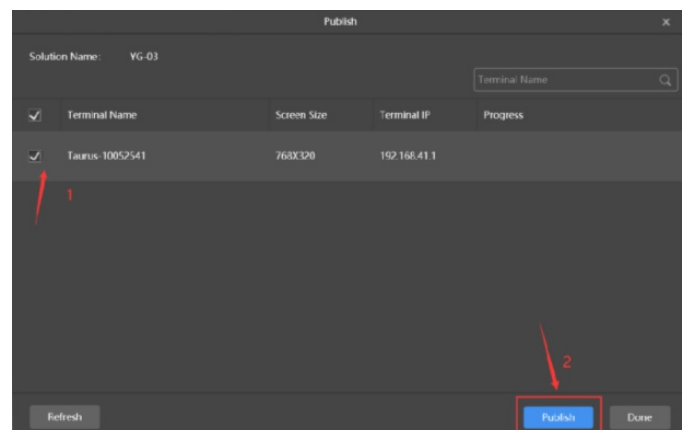 Publish x
Solution Name: YG-03
Terminal Name
Terminal Name Screen Size Terminal IP Progress
Taurus-10052541 768X320 192.168.41.1
1
2
Refresh Publish Done